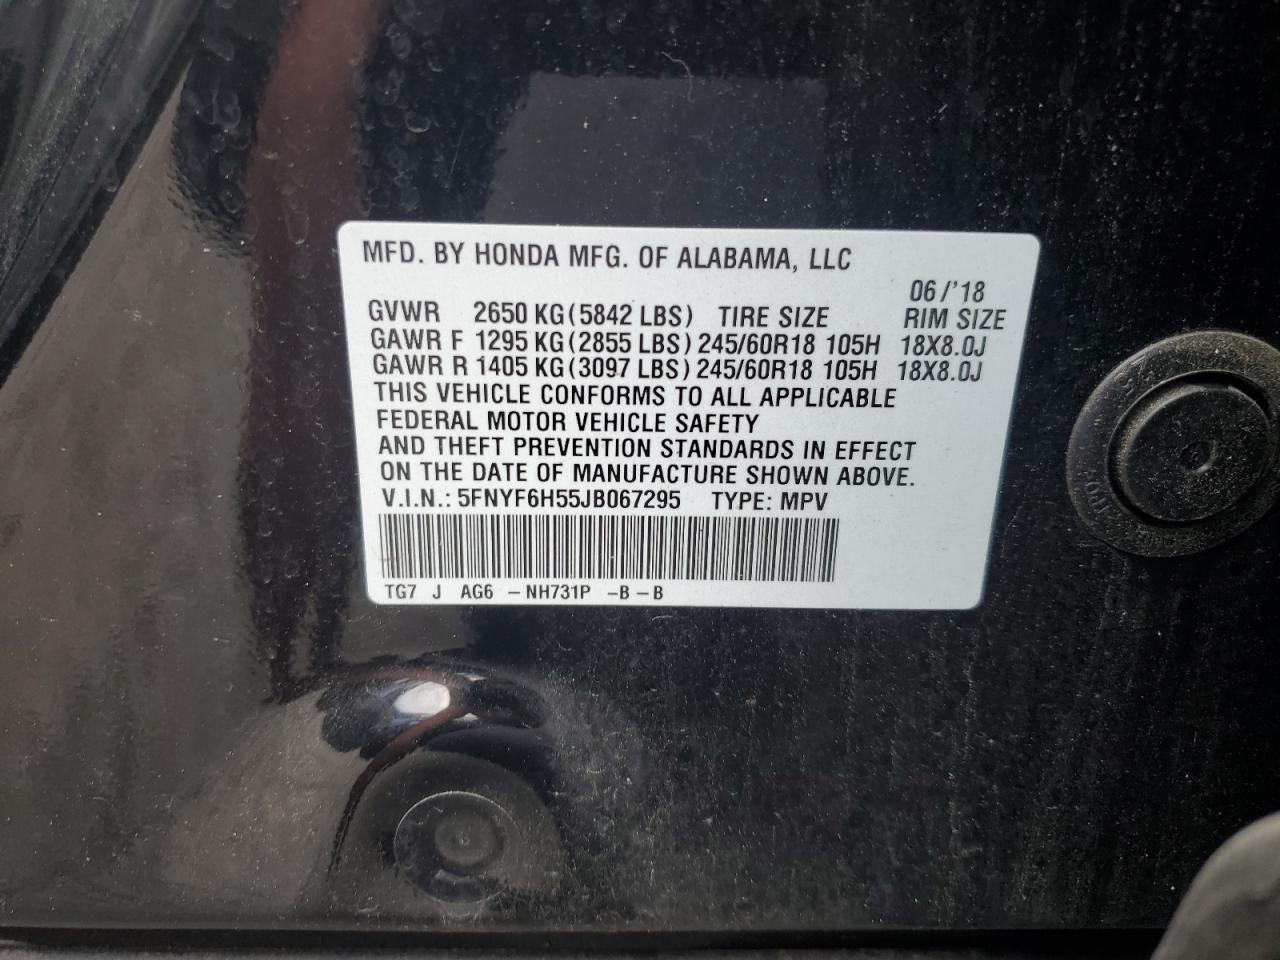 MFD. BY HONDA MFG. OF ALABAMA, LLC
06/'18
GVWR 2650 KG(5842 LBS) TIRE SIZE RIM SIZE
GAWR F 1295 KG(2855 LBS) 245/60R18 105H 18X8.0J
GAWR R 1405 KG(3097 LBS) 245/60R18 105H 18X8.0J
THIS VEHICLE CONFORMS TO ALL APPLICABLE
FEDERAL MOTOR VEHICLE SAFETY
AND THEFT PREVENTION STANDARDS IN EFFECT
ON THE DATE OF MANUFACTURE SHOWN ABOVE.
V.I.N.: 5FNYF6H55JB067295 TYPE: MPV
TG7 J AG6 -NH731P -B-B